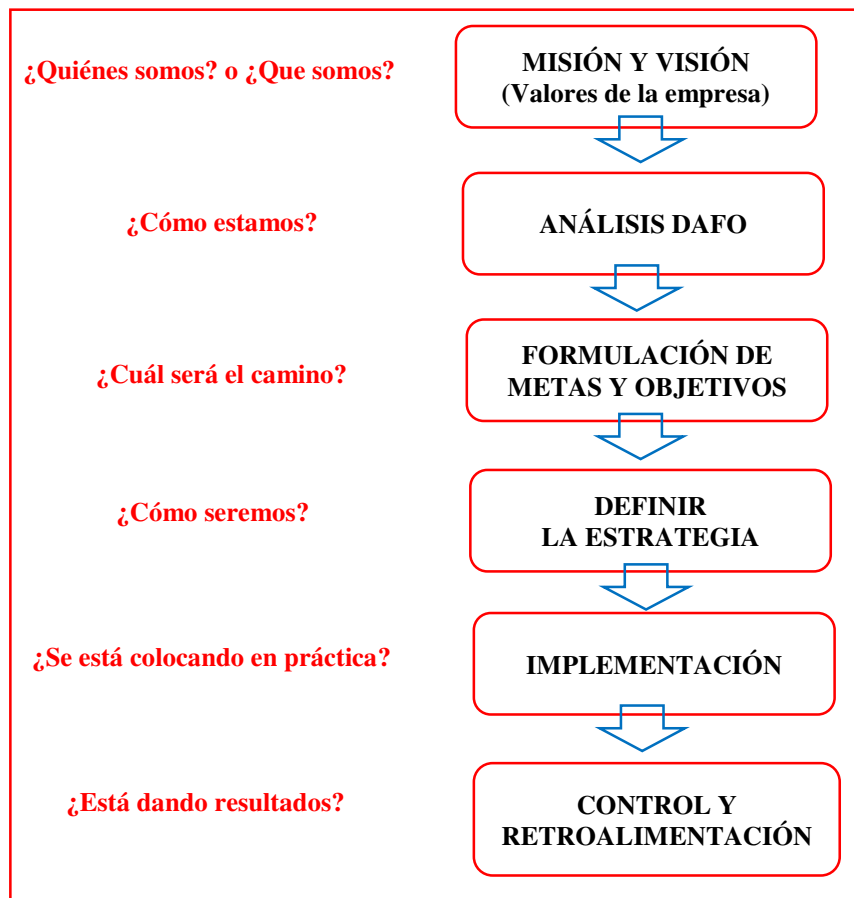 ¿Quiénes somos? o ¿Que somos?
MISIÓN Y VISIÓN
(Valores de la empresa)
¿Cómo estamos?
ANÁLISIS DAFO
¿Cuál será el camino?
FORMULACIÓN DE
METAS Y OBJETIVOS
¿Cómo seremos?
DEFINIR
LA ESTRATEGIA
¿Se está colocando en práctica?
IMPLEMENTACIÓN
¿Está dando resultados?
CONTROL Y
RETROALIMENTACIÓN